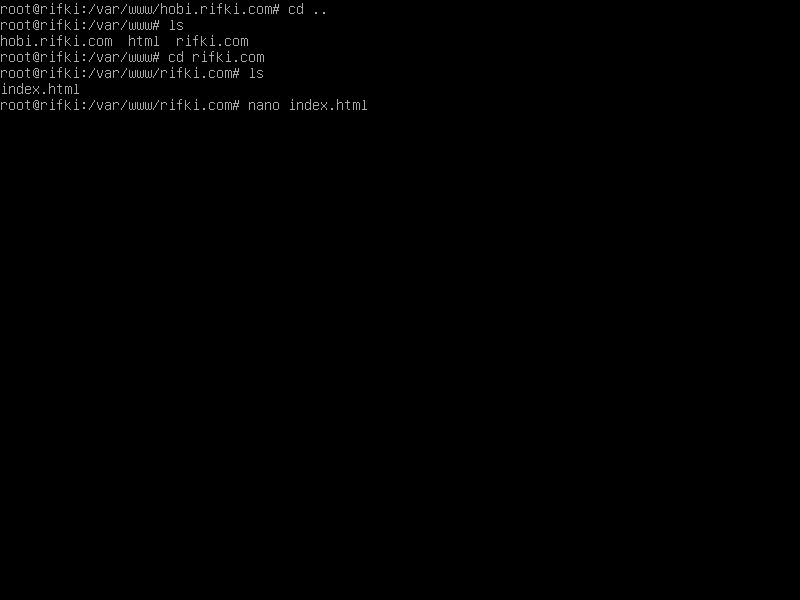 root@rifki:/var/www/hobi.rifki.com# cd ..
root@rifki:/var/www# ls
hobi.rifki.com  html  rifki.com
root@rifki:/var/www# cd rifki.com
root@rifki:/var/www/rifki.com# ls
index.html
root@rifki:/var/www/rifki.com# nano index.html